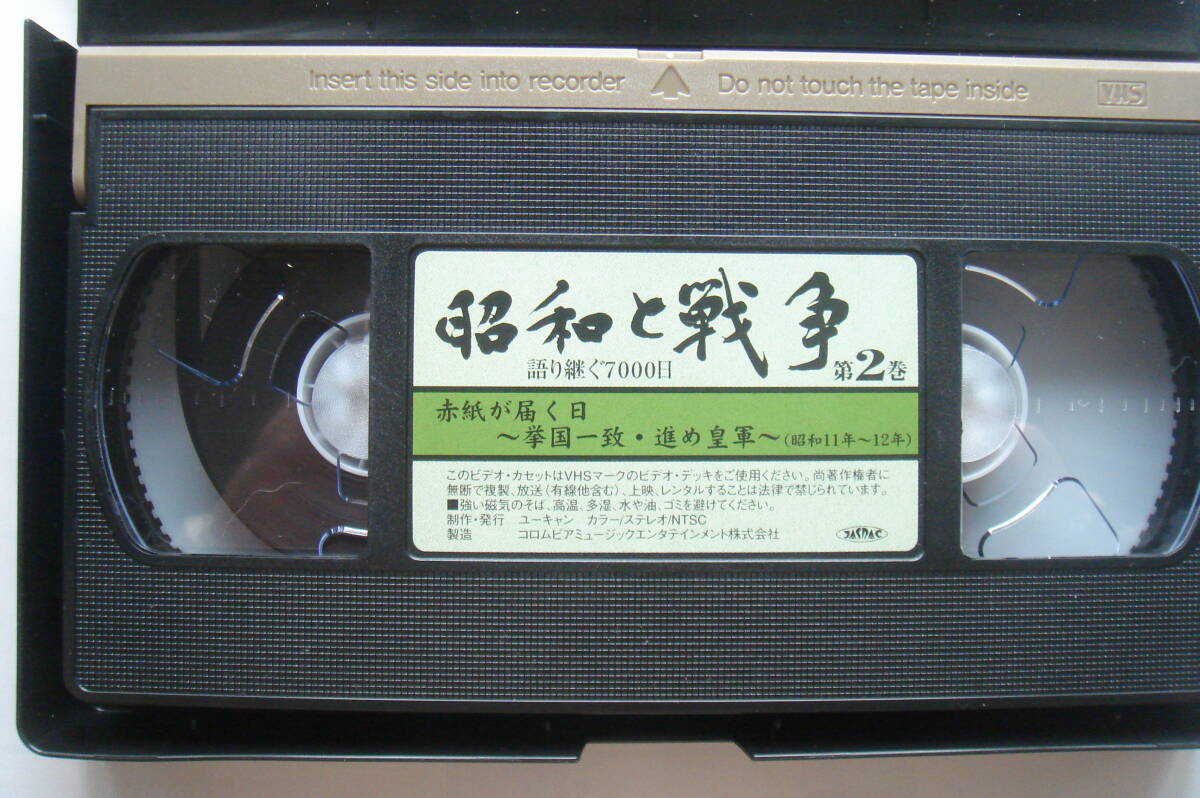 Insert this side into recorder Do not touch the tape inside VHS
昭和と戦争
語り継ぐ7000日 第2巻
赤紙が届く日
～挙国一致・進め皇軍～(昭和11年～12年)
このビデオ・カセットはVHSマークのビデオ・デッキをご使用ください。尚著作権者に
無断で複製、放送(有線他含む)、上映、レンタルすることは法律で禁じられています。
■強い磁気のそば、高温、多湿、水や油、ゴミを避けてください。
制作・発行 ユーキャン カラー/ステレオ/NTSC
製造 コロムビアミュージックエンタテインメント株式会社 JASRAC